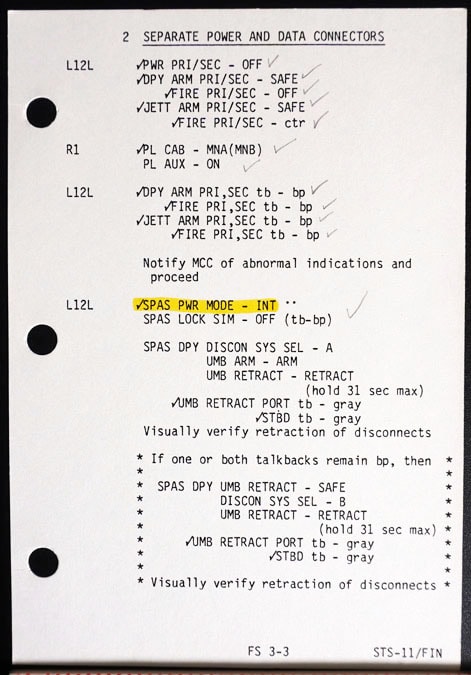 2 SEPARATE POWER AND DATA CONNECTORS
L12L ✓PWR PRI/SEC - OFF ✓
✓DPY ARM PRI/SEC - SAFE ✓
✓FIRE PRI/SEC - OFF ✓
✓JETT ARM PRI/SEC - SAFE ✓
✓FIRE PRI/SEC - ctr ✓
R1 ✓PL CAB - MNA(MNB) ✓
PL AUX - ON ✓
L12L ✓DPY ARM PRI,SEC tb - bp ✓
✓FIRE PRI,SEC tb - bp ✓
✓JETT ARM PRI,SEC tb - bp ✓
✓FIRE PRI,SEC tb - bp ✓
Notify MCC of abnormal indications and
proceed
L12L ✓SPAS PWR MODE - INT ✓
SPAS LOCK SIM - OFF (tb-bp)
SPAS DPY DISCON SYS SEL - A
UMB ARM - ARM
UMB RETRACT - RETRACT
(hold 31 sec max)
✓UMB RETRACT PORT tb - gray
✓STBD tb - gray
Visually verify retraction of disconnects
* If one or both talkbacks remain bp, then *
* *
* SPAS DPY UMB RETRACT - SAFE *
* DISCON SYS SEL - B *
* UMB RETRACT - RETRACT *
* (hold 31 sec max) *
* ✓UMB RETRACT PORT tb - gray *
* ✓STBD tb - gray *
* *
* Visually verify retraction of disconnects *
FS 3-3 STS-11/FIN